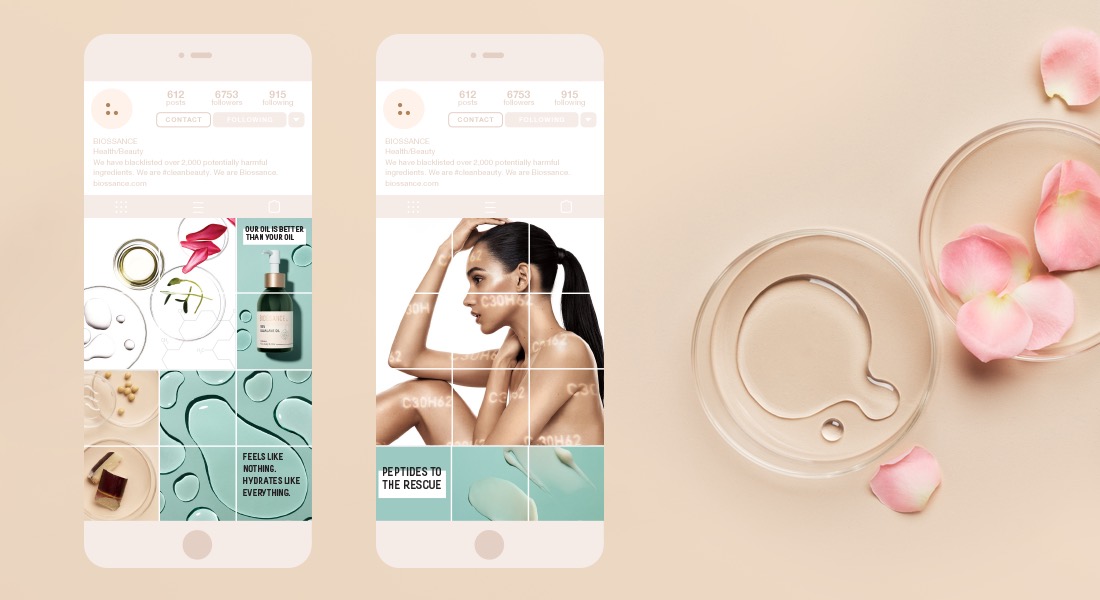 612 6753 915
posts followers following
CONTACT FOLLOWING
BIOSSANCE
Health/Beauty
We have blacklisted over 2,000 potentially harmful
ingredients. We are #cleanbeauty. We are Biossance.
biossance.com
OUR OIL IS BETTER
THAN YOUR OIL
BIOSSANCE
FEELS LIKE
NOTHING.
HYDRATES LIKE
EVERYTHING.
612 6753 915
posts followers following
CONTACT FOLLOWING
BIOSSANCE
Health/Beauty
We have blacklisted over 2,000 potentially harmful
ingredients. We are #cleanbeauty. We are Biossance.
biossance.com
C30H62
C30H62
C30H62
PEPTIDES TO
THE RESCUE